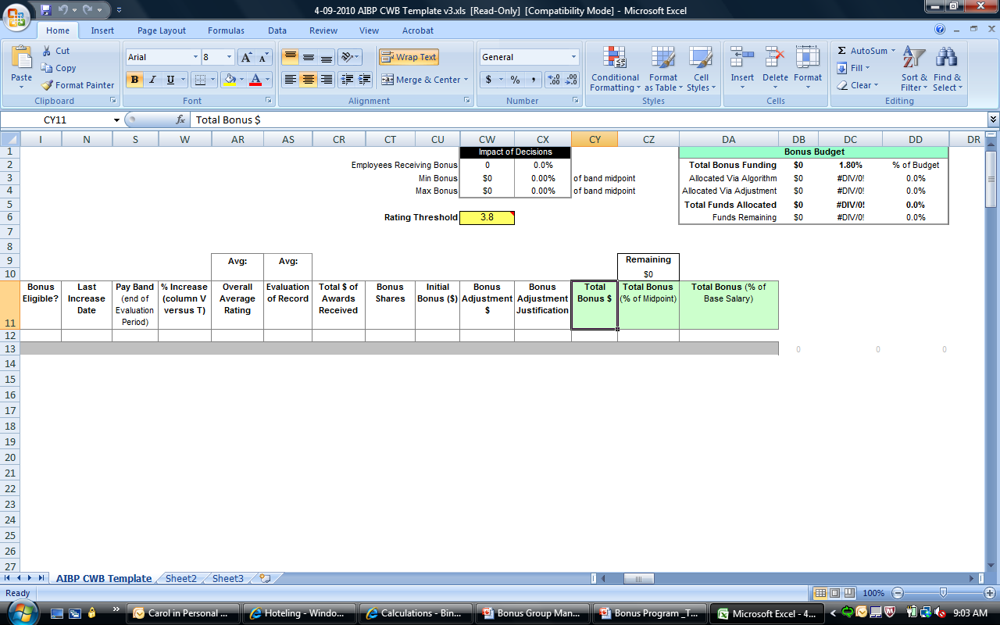 4-09-2010 AIBP CWB Template v3.xls [Read-Only] [Compatibility Mode] - Microsoft Excel
Home Insert Page Layout Formulas Data Review View Acrobat
Paste Cut Copy Format Painter
Clipboard
Arial 8 A A
B I U A
Font
Wrap Text
Merge & Center
Alignment
General
$ % , .00 .0
Number
Conditional Formatting Format as Table Cell Styles
Styles
Insert Delete Format
Cells
Σ AutoSum Fill Clear Sort & Filter Find & Select
Editing
CY11 fx Total Bonus $
I N S W AR AS CR CT CU CW CX CY CZ DA DB DC DD DR
1 Impact of Decisions Bonus Budget
2 Employees Receiving Bonus 0 0.0% Total Bonus Funding $0 1.80% % of Budget
3 Min Bonus $0 0.00% of band midpoint Allocated Via Algorithm $0 #DIV/0! 0.0%
4 Max Bonus $0 0.00% of band midpoint Allocated Via Adjustment $0 #DIV/0! 0.0%
5 Total Funds Allocated $0 #DIV/0! 0.0%
6 Rating Threshold 3.8 Funds Remaining $0 #DIV/0! 0.0%
7
8
9 Avg: Avg: Remaining
10 $0
11 Bonus Eligible? Last Increase Date Pay Band (end of Evaluation Period) % Increase (column V versus T) Overall Average Rating Evaluation of Record Total $ of Awards Received Bonus Shares Initial Bonus ($) Bonus Adjustment $ Bonus Adjustment Justification Total Bonus $ Total Bonus (% of Midpoint) Total Bonus (% of Base Salary)
12
13 0 0 0
14
15
16
17
18
19
20
21
22
23
24
25
26
27
AIBP CWB Template Sheet2 Sheet3
Ready 100%
Carol in Personal ... Hoteling - Windo... Calculations - Bin... Bonus Group Man... Bonus Program _T... Microsoft Excel - 4... 9:03 AM